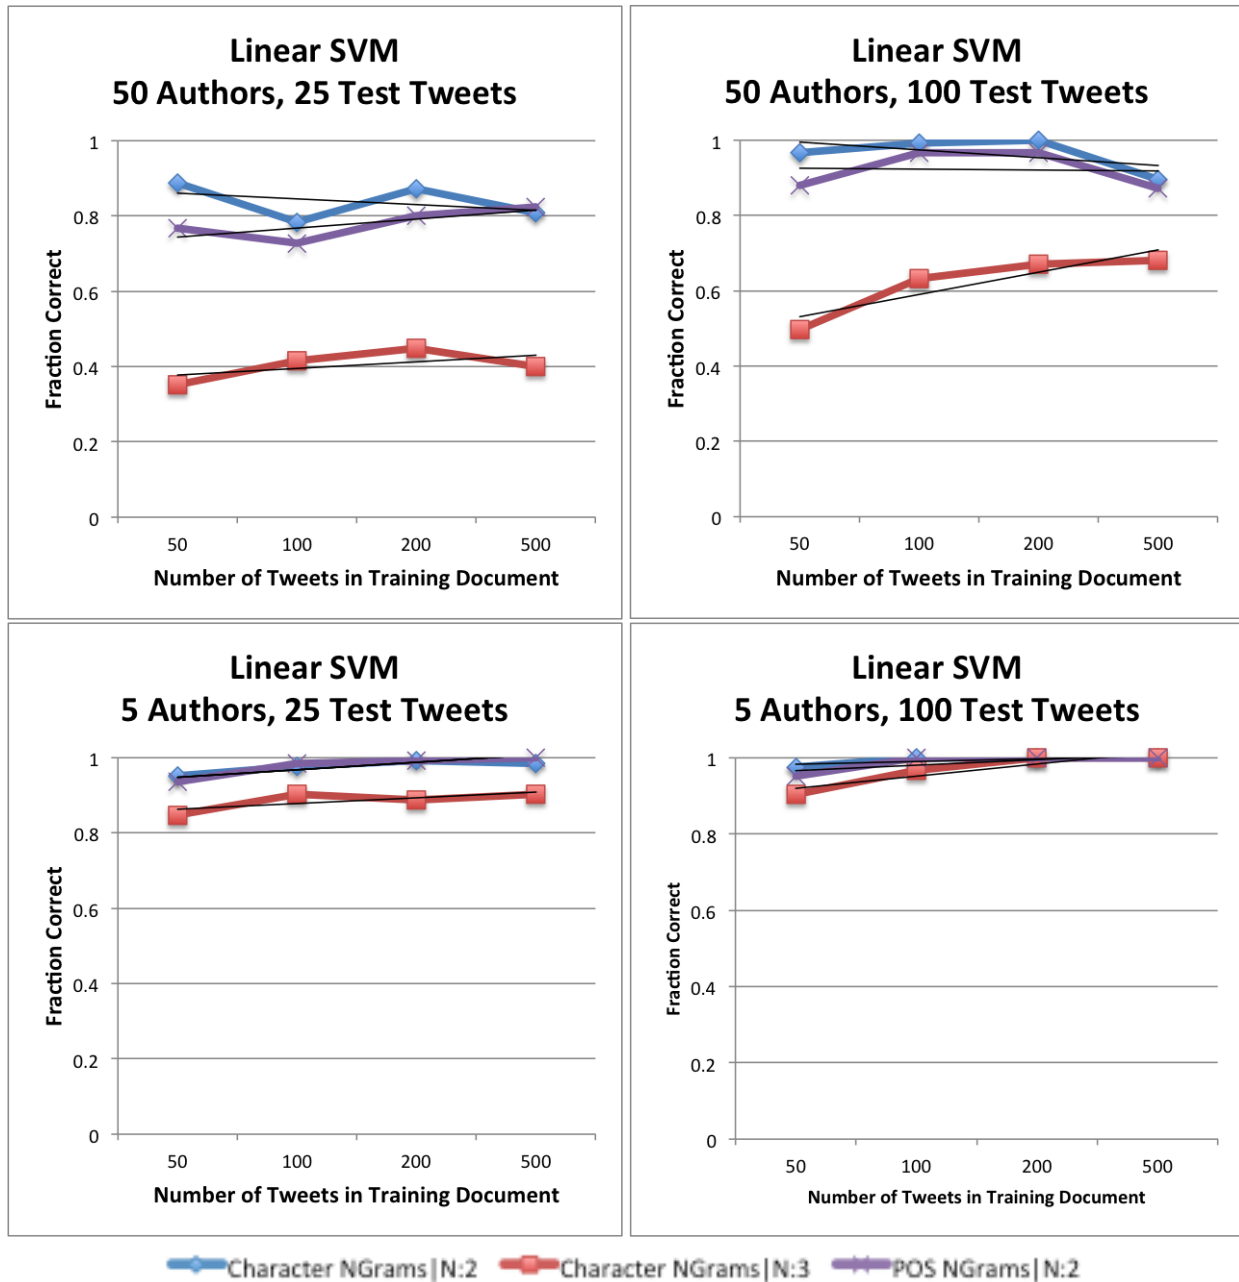 Linear SVM
50 Authors, 25 Test Tweets
1
0.8
0.6
0.4
0.2
0
Fraction Correct
50 100 200 500
Number of Tweets in Training Document
Linear SVM
50 Authors, 100 Test Tweets
1
0.8
0.6
0.4
0.2
0
Fraction Correct
50 100 200 500
Number of Tweets in Training Document
Linear SVM
5 Authors, 25 Test Tweets
1
0.8
0.6
0.4
0.2
0
Fraction Correct
50 100 200 500
Number of Tweets in Training Document
Linear SVM
5 Authors, 100 Test Tweets
1
0.8
0.6
0.4
0.2
0
Fraction Correct
50 100 200 500
Number of Tweets in Training Document
Character NGrams|N:2 Character NGrams|N:3 POS NGrams|N:2